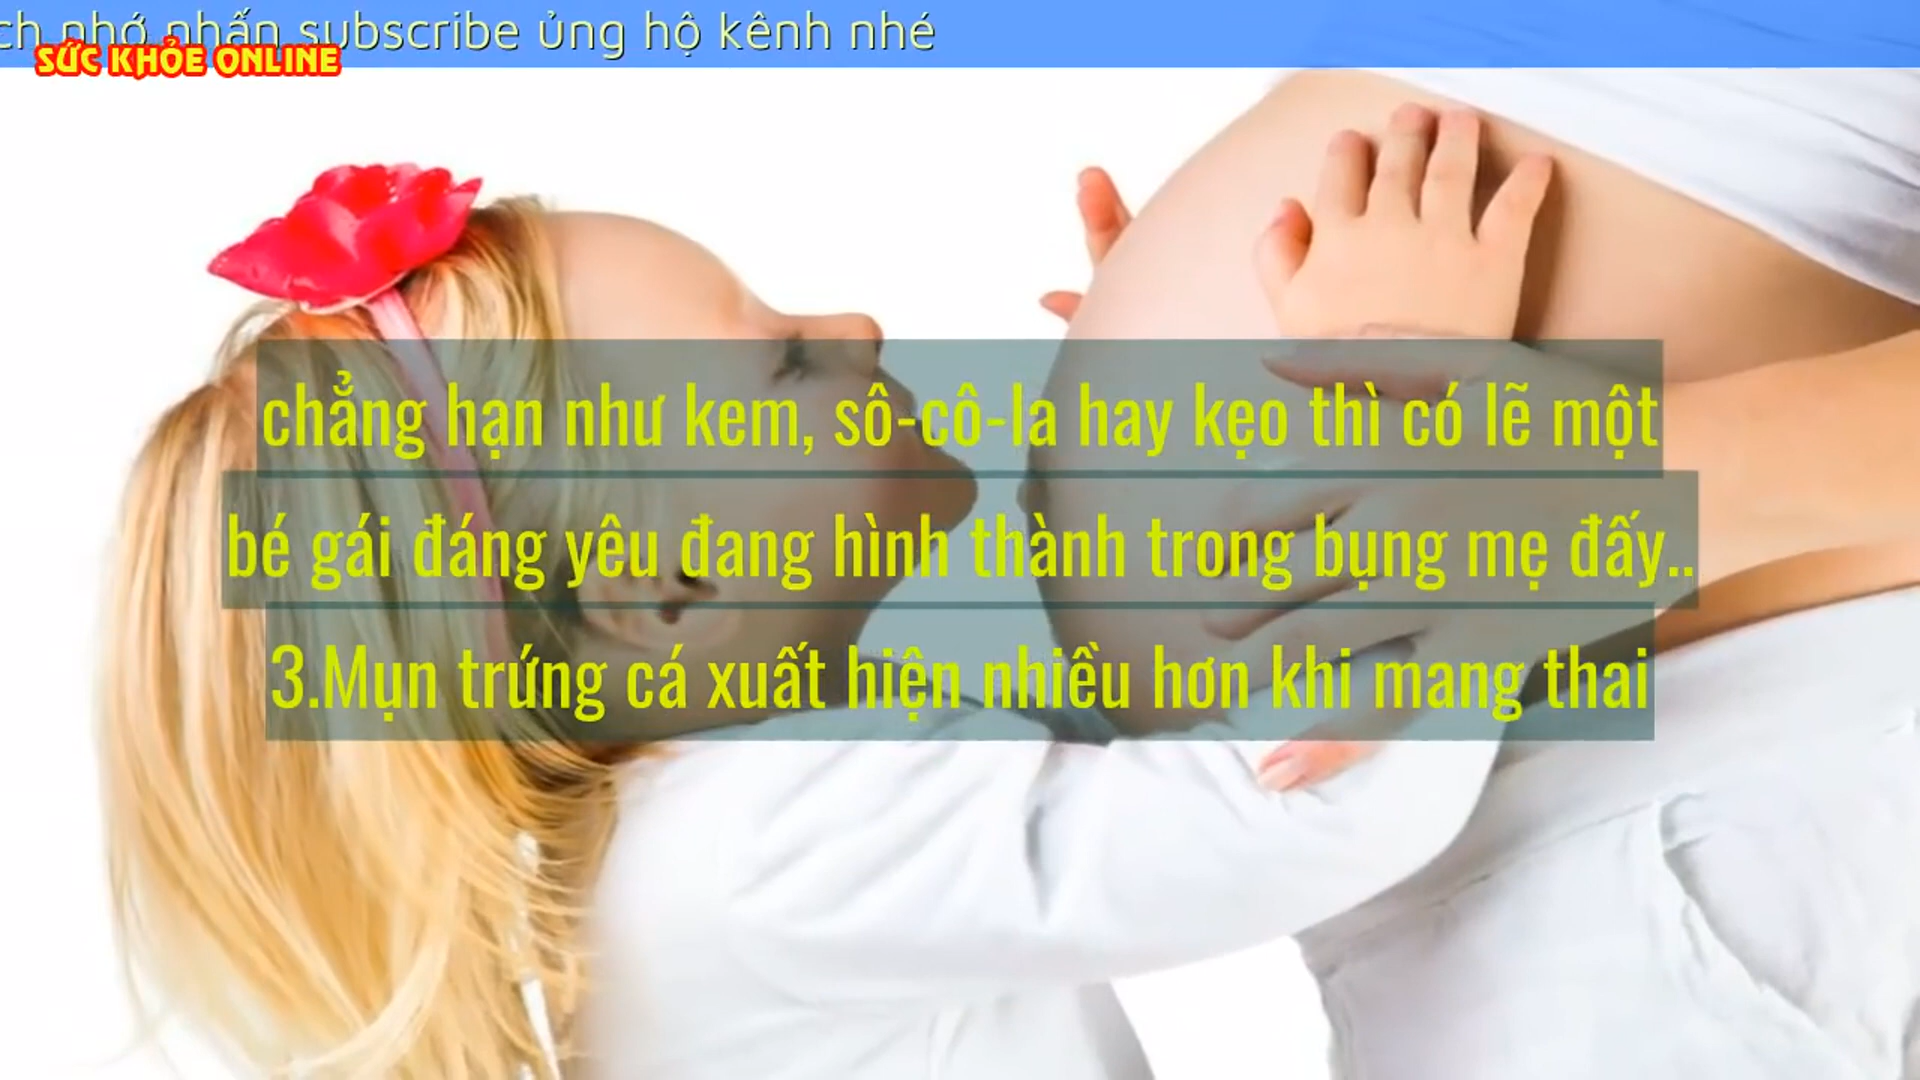 nhớ nhấn subscribe ủng hộ kênh nhé
SỨC KHỎE ONLINE
chẳng hạn như kem, sô-cô-la hay kẹo thì có lẽ một
bé gái đáng yêu đang hình thành trong bụng mẹ đấy..
3.Mụn trứng cá xuất hiện nhiều hơn khi mang thai